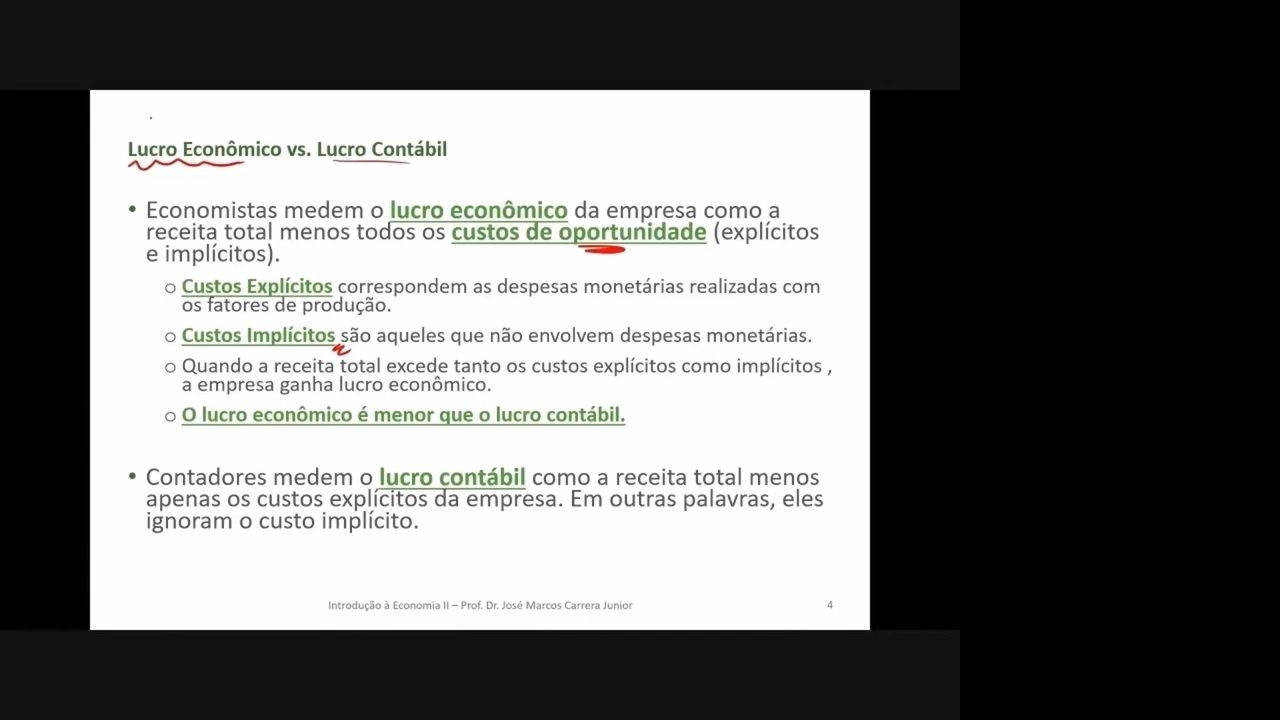 Lucro Econômico vs. Lucro Contábil
• Economistas medem o lucro econômico da empresa como a
receita total menos todos os custos de oportunidade (explícitos
e implícitos).
o Custos Explícitos correspondem as despesas monetárias realizadas com
os fatores de produção.
o Custos Implícitos são aqueles que não envolvem despesas monetárias.
o Quando a receita total excede tanto os custos explícitos como implícitos ,
a empresa ganha lucro econômico.
o O lucro econômico é menor que o lucro contábil.
• Contadores medem o lucro contábil como a receita total menos
apenas os custos explícitos da empresa. Em outras palavras, eles
ignoram o custo implícito.
Introdução à Economia II – Prof. Dr. José Marcos Carrera Junior
4